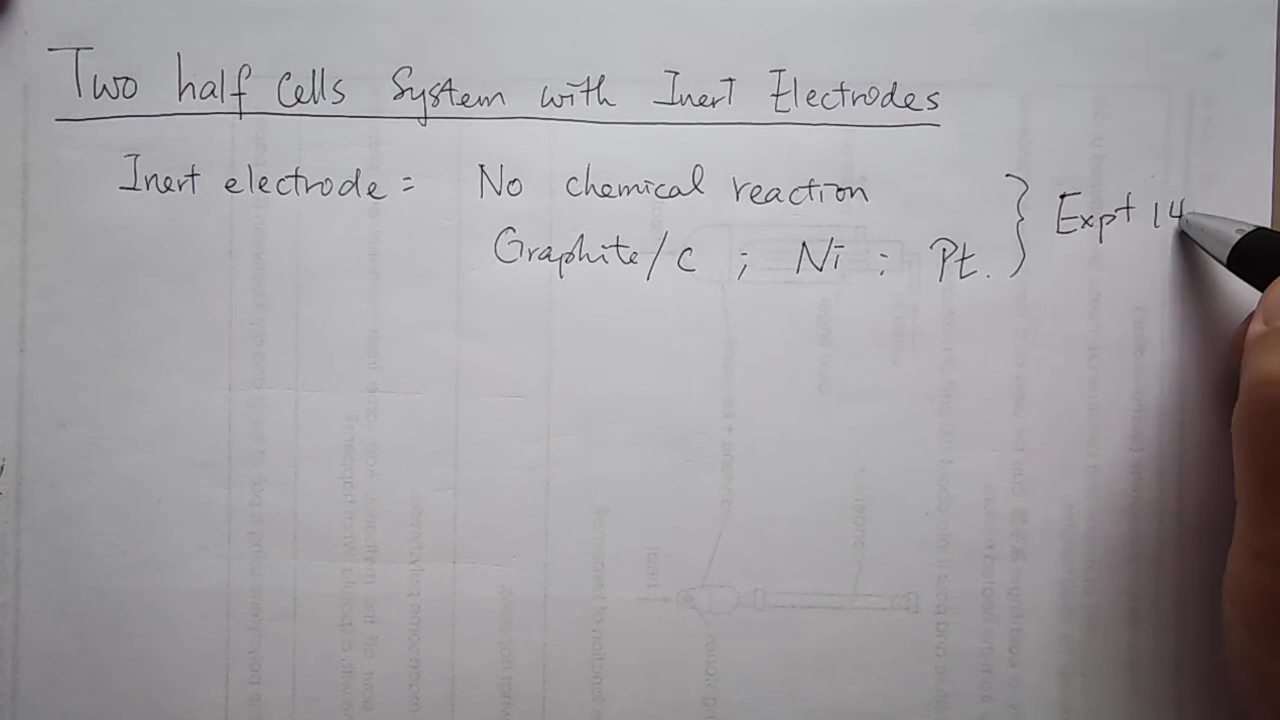 Two half Cells System with Inert Electrodes
Inert electrode = No chemical reaction
Graphite/C ; Ni ; Pt.
} Expt 14